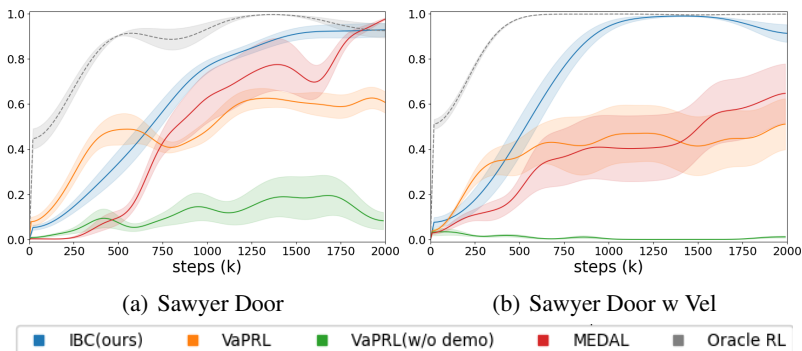 1.0
0.8
0.6
0.4
0.2
0.0
0 250 500 750 1000 1250 1500 1750 2000
steps (k)
(a) Sawyer Door
1.0
0.8
0.6
0.4
0.2
0.0
0 250 500 750 1000 1250 1500 1750 2000
steps (k)
(b) Sawyer Door w Vel
IBC(ours) VaPRL VaPRL(w/o demo) MEDAL Oracle RL